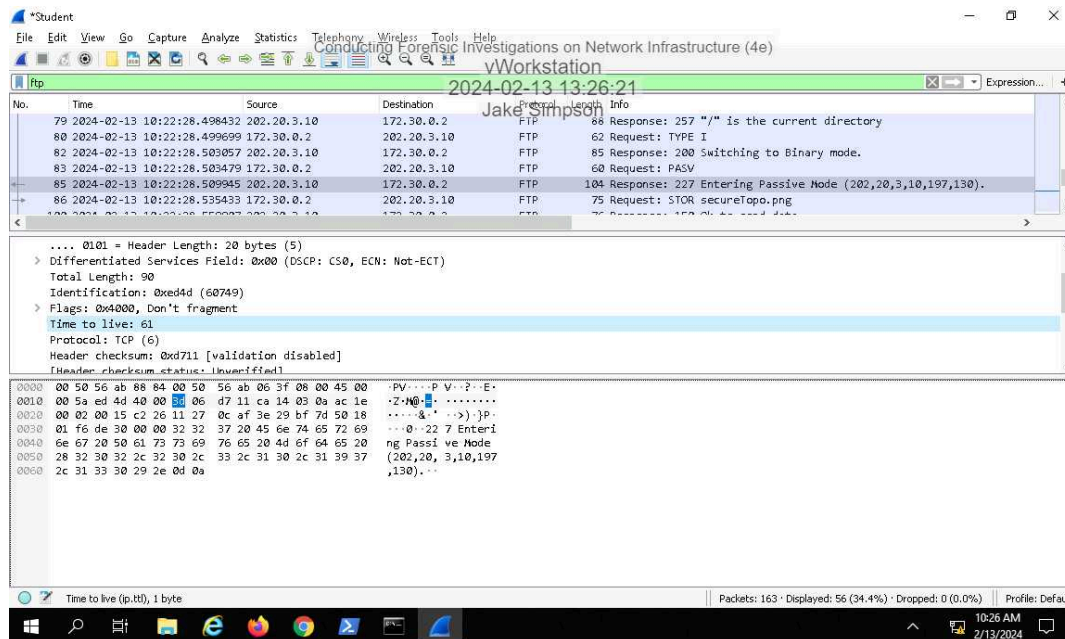 *Student
File Edit View Go Capture Analyze Statistics Telephony Wireless Tools Help
Conducting Forensic Investigations on Network Infrastructure (4e)
vWorkstation
2024-02-13 13:26:21
Jake Simpson
ftp
Expression...
No. Time Source Destination Protocol Length Info
79 2024-02-13 10:22:28.498432 202.20.3.10 172.30.0.2 FTP 88 Response: 257 "/" is the current directory
80 2024-02-13 10:22:28.499699 172.30.0.2 202.20.3.10 FTP 62 Request: TYPE I
82 2024-02-13 10:22:28.503057 202.20.3.10 172.30.0.2 FTP 85 Response: 200 Switching to Binary mode.
83 2024-02-13 10:22:28.503479 172.30.0.2 202.20.3.10 FTP 60 Request: PASV
85 2024-02-13 10:22:28.509945 202.20.3.10 172.30.0.2 FTP 104 Response: 227 Entering Passive Mode (202,20,3,10,197,130).
86 2024-02-13 10:22:28.535433 172.30.0.2 202.20.3.10 FTP 75 Request: STOR secureTopo.png
.... 0101 = Header Length: 20 bytes (5)
Differentiated Services Field: 0x00 (DSCP: CS0, ECN: Not-ECT)
Total Length: 90
Identification: 0xed4d (60749)
Flags: 0x4000, Don't fragment
Time to live: 61
Protocol: TCP (6)
Header checksum: 0xd711 [validation disabled]
[Header checksum status: Unverified]
0000 00 50 56 ab 88 84 00 50 56 ab 06 3f 08 00 45 00 ·PV····P V··?··E·
0010 00 5a ed 4d 40 00 3d 06 d7 11 ca 14 03 0a ac 1e ·Z·M@·=· ········
0020 00 02 00 15 c2 26 11 27 0c af 3e 29 bf 7d 50 18 ·····&·' ··>)·}P·
0030 01 f6 de 30 00 00 32 32 37 20 45 6e 74 65 72 69 ···0··22 7 Enteri
0040 6e 67 20 50 61 73 73 69 76 65 20 4d 6f 64 65 20 ng Passi ve Mode
0050 28 32 30 32 2c 32 30 2c 33 2c 31 30 2c 31 39 37 (202,20, 3,10,197
0060 2c 31 33 30 29 2e 0d 0a ,130).··
Time to live (ip.ttl), 1 byte
Packets: 163 · Displayed: 56 (34.4%) · Dropped: 0 (0.0%)
Profile: Defau
10:26 AM
2/13/2024